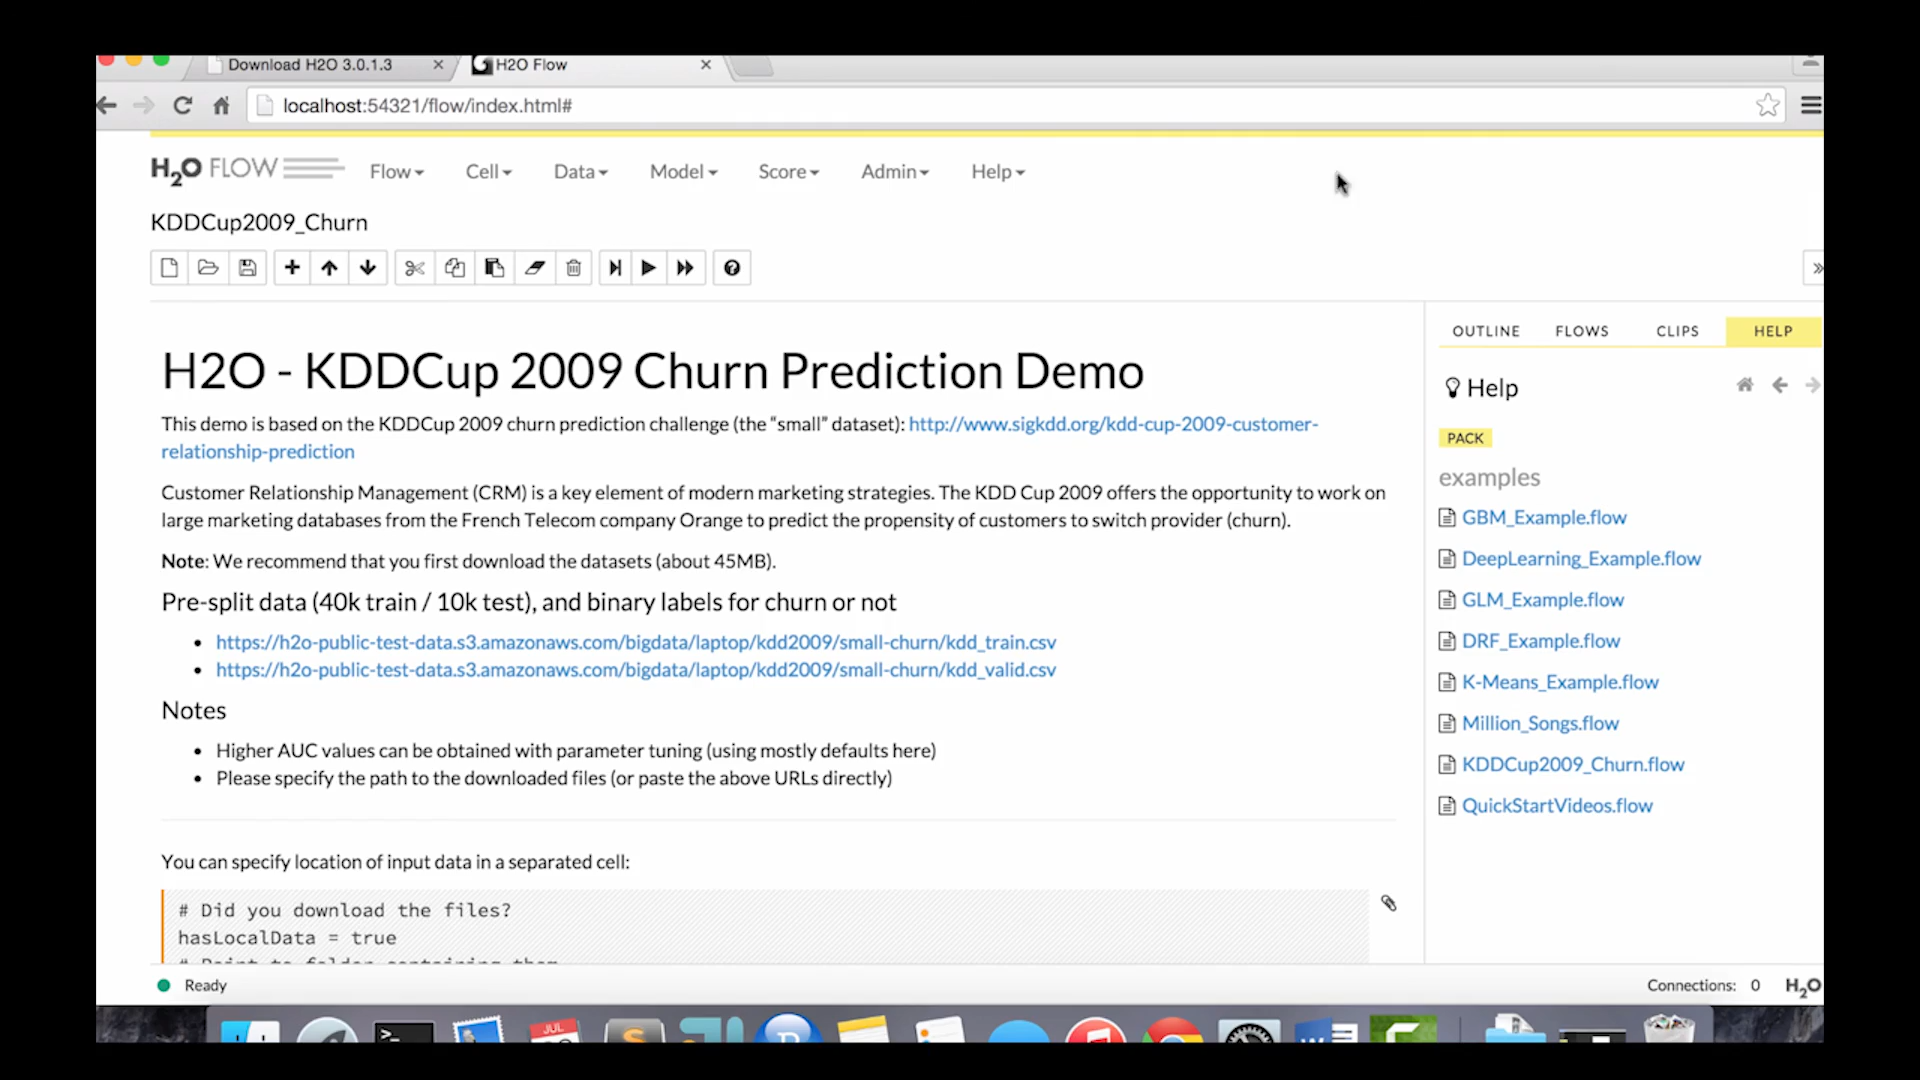 Download H2O 3.0.1.3
H2O Flow
localhost:54321/flow/index.html#
H2O FLOW
Flow Cell Data Model Score Admin Help
KDDCup2009_Churn
OUTLINE FLOWS CLIPS HELP
H2O - KDDCup 2009 Churn Prediction Demo
This demo is based on the KDDCup 2009 churn prediction challenge (the “small” dataset): http://www.sigkdd.org/kdd-cup-2009-customer-
relationship-prediction
Customer Relationship Management (CRM) is a key element of modern marketing strategies. The KDD Cup 2009 offers the opportunity to work on
large marketing databases from the French Telecom company Orange to predict the propensity of customers to switch provider (churn).
Note: We recommend that you first download the datasets (about 45MB).
Pre-split data (40k train / 10k test), and binary labels for churn or not
• https://h2o-public-test-data.s3.amazonaws.com/bigdata/laptop/kdd2009/small-churn/kdd_train.csv
• https://h2o-public-test-data.s3.amazonaws.com/bigdata/laptop/kdd2009/small-churn/kdd_valid.csv
Notes
• Higher AUC values can be obtained with parameter tuning (using mostly defaults here)
• Please specify the path to the downloaded files (or paste the above URLs directly)
You can specify location of input data in a separated cell:
# Did you download the files?
hasLocalData = true
Help
PACK
examples
GBM_Example.flow
DeepLearning_Example.flow
GLM_Example.flow
DRF_Example.flow
K-Means_Example.flow
Million_Songs.flow
KDDCup2009_Churn.flow
QuickStartVideos.flow
Ready
Connections: 0 H2O
JUL